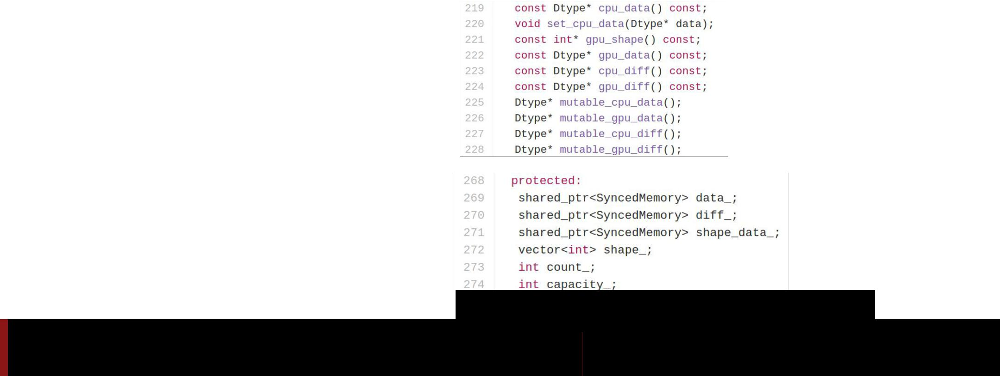 219 const Dtype* cpu_data() const;
220 void set_cpu_data(Dtype* data);
221 const int* gpu_shape() const;
222 const Dtype* gpu_data() const;
223 const Dtype* cpu_diff() const;
224 const Dtype* gpu_diff() const;
225 Dtype* mutable_cpu_data();
226 Dtype* mutable_gpu_data();
227 Dtype* mutable_cpu_diff();
228 Dtype* mutable_gpu_diff();
268 protected:
269 shared_ptr<SyncedMemory> data_;
270 shared_ptr<SyncedMemory> diff_;
271 shared_ptr<SyncedMemory> shape_data_;
272 vector<int> shape_;
273 int count_;
274 int capacity_;